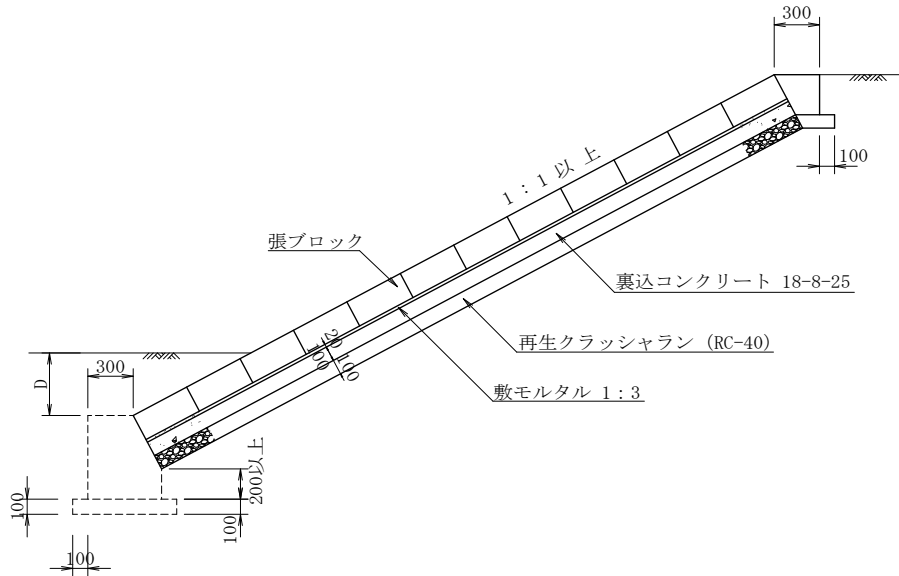 300
100
1：1 以 上
張ブロック
裏込コンクリート 18-8-25
再生クラッシャラン (RC-40)
敷モルタル 1：3
20
100
100
D
300
200以上
100
100
100